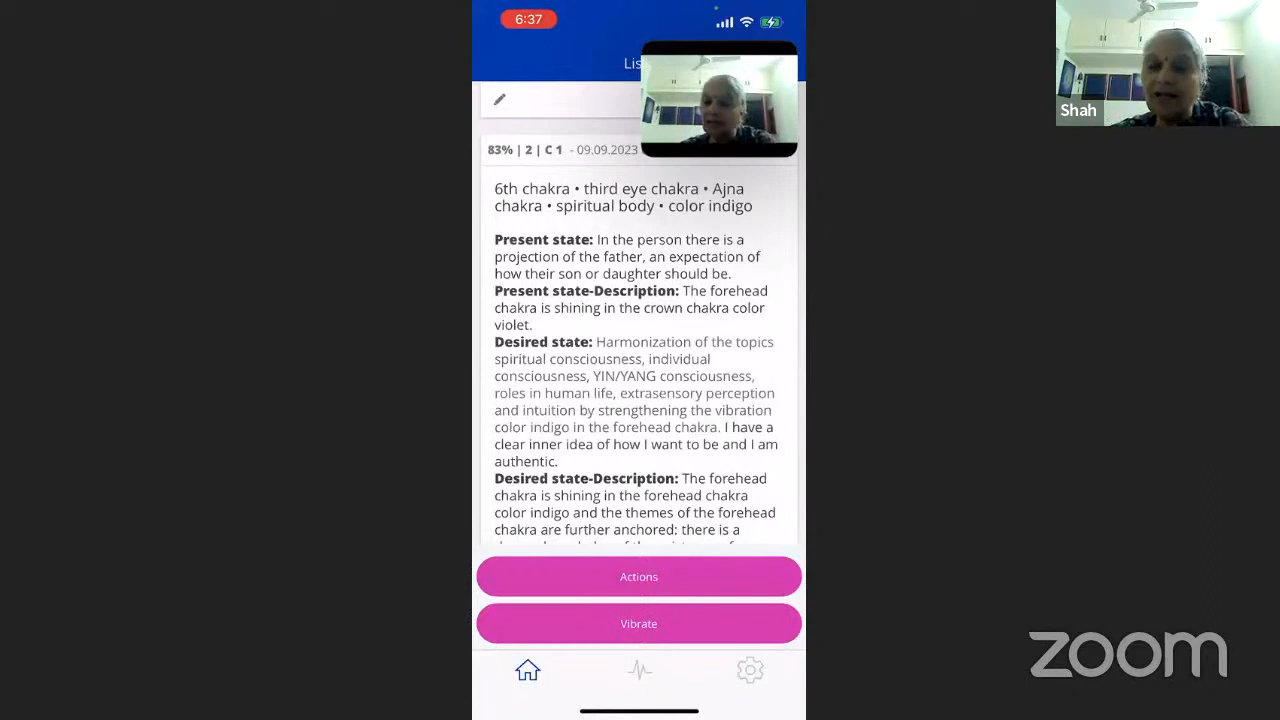 6:37
Lis
Shah
83% | 2 | C 1 - 09.09.2023
6th chakra • third eye chakra • Ajna
chakra • spiritual body • color indigo
Present state: In the person there is a
projection of the father, an expectation of
how their son or daughter should be.
Present state-Description: The forehead
chakra is shining in the crown chakra color
violet.
Desired state: Harmonization of the topics
spiritual consciousness, individual
consciousness, YIN/YANG consciousness,
roles in human life, extrasensory perception
and intuition by strengthening the vibration
color indigo in the forehead chakra. I have a
clear inner idea of how I want to be and I am
authentic.
Desired state-Description: The forehead
chakra is shining in the forehead chakra
color indigo and the themes of the forehead
chakra are further anchored: there is a
Actions
Vibrate
zoom